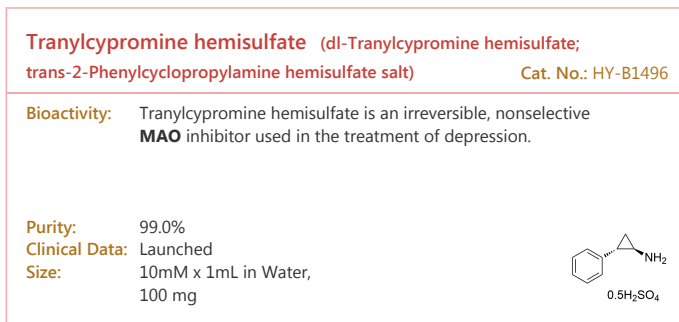 Tranylcypromine hemisulfate (dl-Tranylcypromine hemisulfate;
trans-2-Phenylcyclopropylamine hemisulfate salt) Cat. No.: HY-B1496
Bioactivity: Tranylcypromine hemisulfate is an irreversible, nonselective
MAO inhibitor used in the treatment of depression.
Purity: 99.0%
Clinical Data: Launched
Size: 10mM x 1mL in Water,
100 mg
NH₂
0.5H₂SO₄